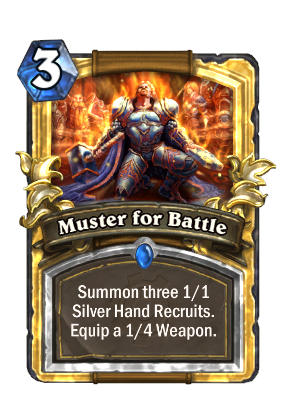 3
Muster for Battle
Summon three 1/1
Silver Hand Recruits.
Equip a 1/4 Weapon.